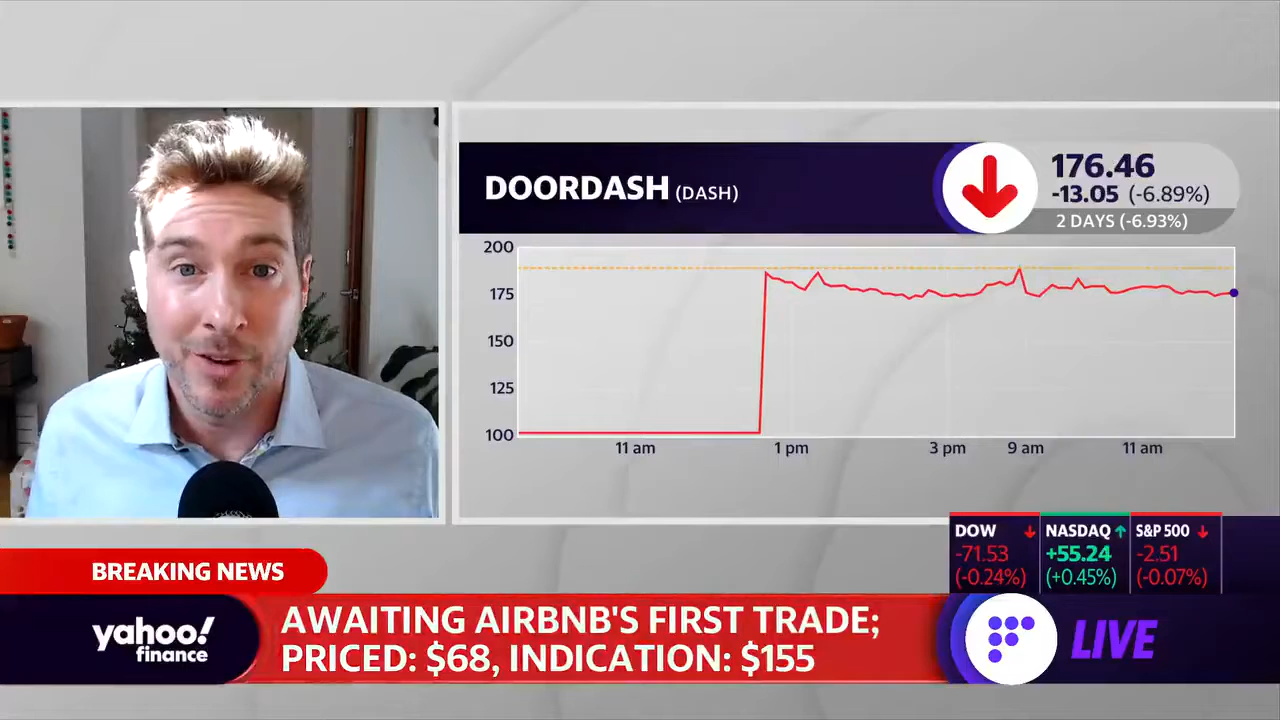 DOORDASH (DASH)
176.46
-13.05 (-6.89%)
2 DAYS (-6.93%)
200
175
150
125
100
11 am
1 pm
3 pm
9 am
11 am
DOW
-71.53
(-0.24%)
NASDAQ
+55.24
(+0.45%)
S&P 500
-2.51
(-0.07%)
BREAKING NEWS
yahoo!
finance
AWAITING AIRBNB'S FIRST TRADE;
PRICED: $68, INDICATION: $155
LIVE